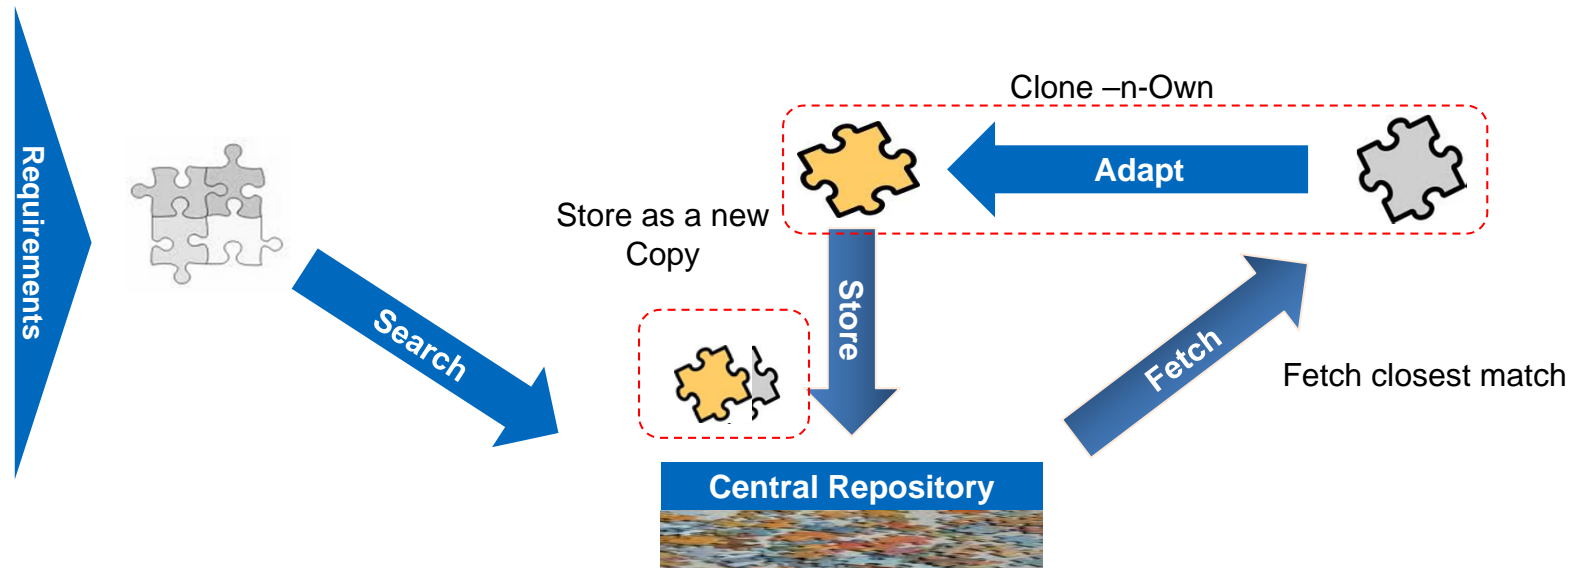 Requirements
Clone –n-Own
Adapt
Store as a new
Copy
Store
Search
Fetch
Fetch closest match
Central Repository